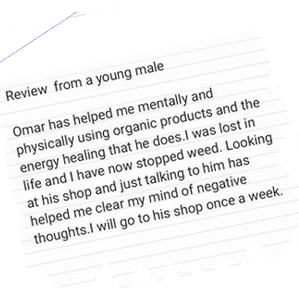 Review from a young male
Omar has helped me mentally and
physically using organic products and the
energy healing that he does.I was lost in
life and I have now stopped weed. Looking
at his shop and just talking to him has
helped me clear my mind of negative
thoughts.I will go to his shop once a week.